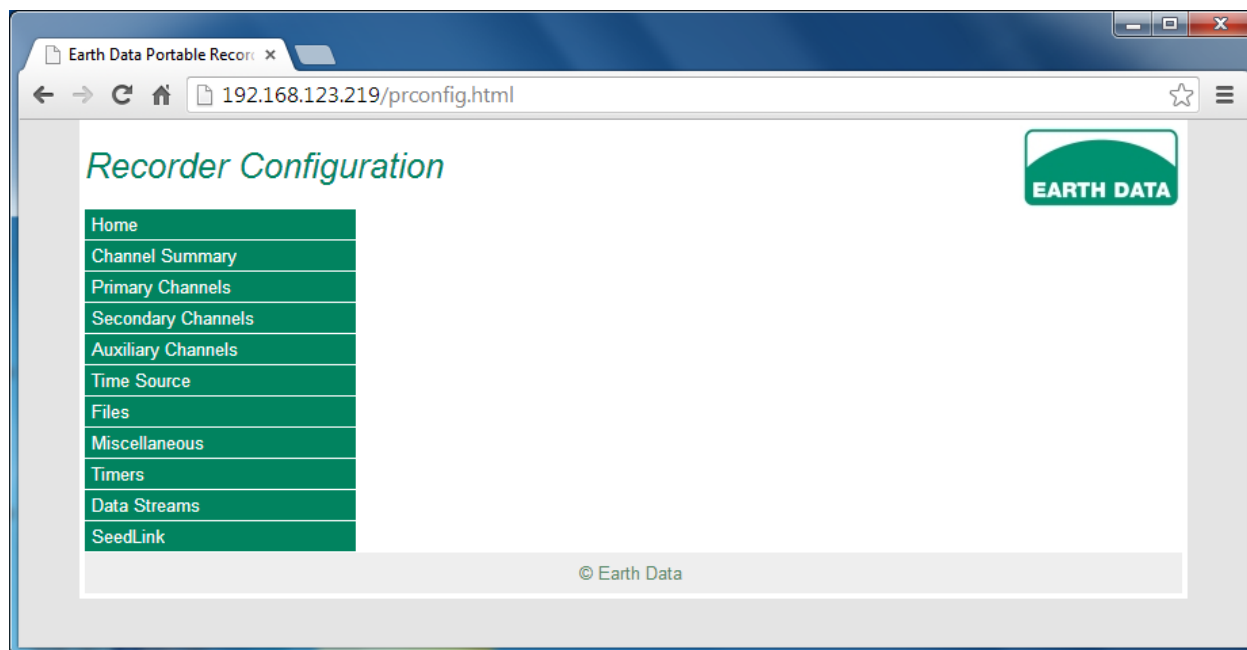 Earth Data Portable Recor
192.168.123.219/prconfig.html
Recorder Configuration
EARTH DATA
Home
Channel Summary
Primary Channels
Secondary Channels
Auxiliary Channels
Time Source
Files
Miscellaneous
Timers
Data Streams
SeedLink
© Earth Data